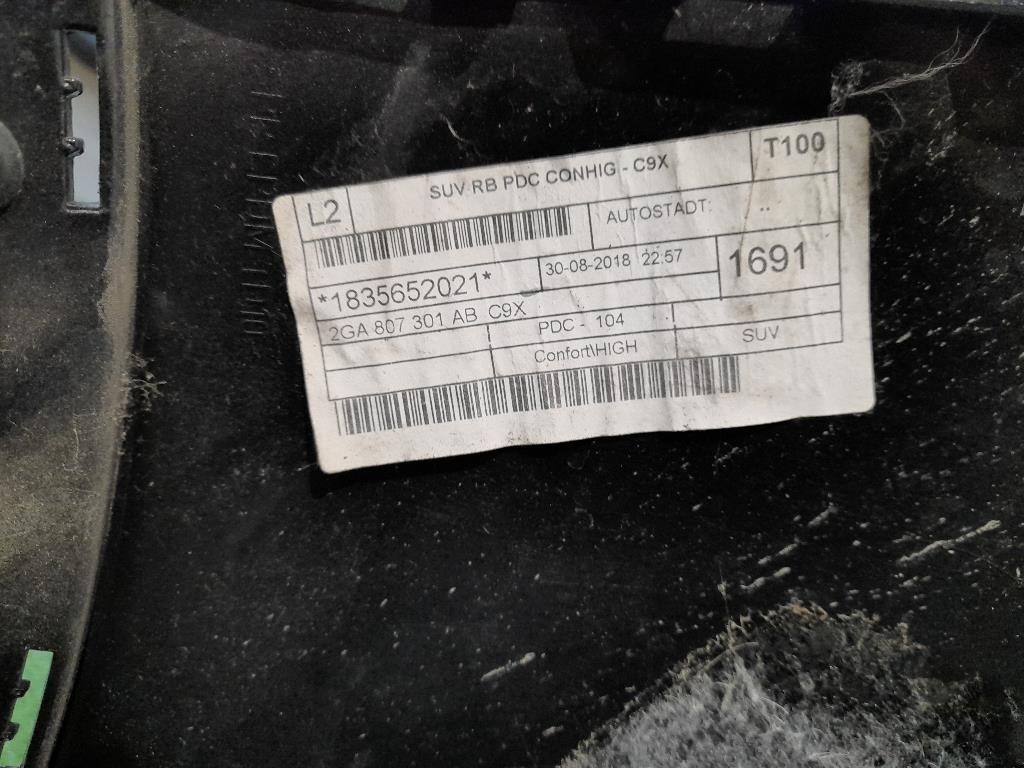 L2
SUV RB PDC CONHIG - C9X
T100
AUTOSTADT: ..
*1835652021*
30-08-2018 22:57
1691
2GA 807 301 AB C9X
PDC - 104
Confort\HIGH
SUV